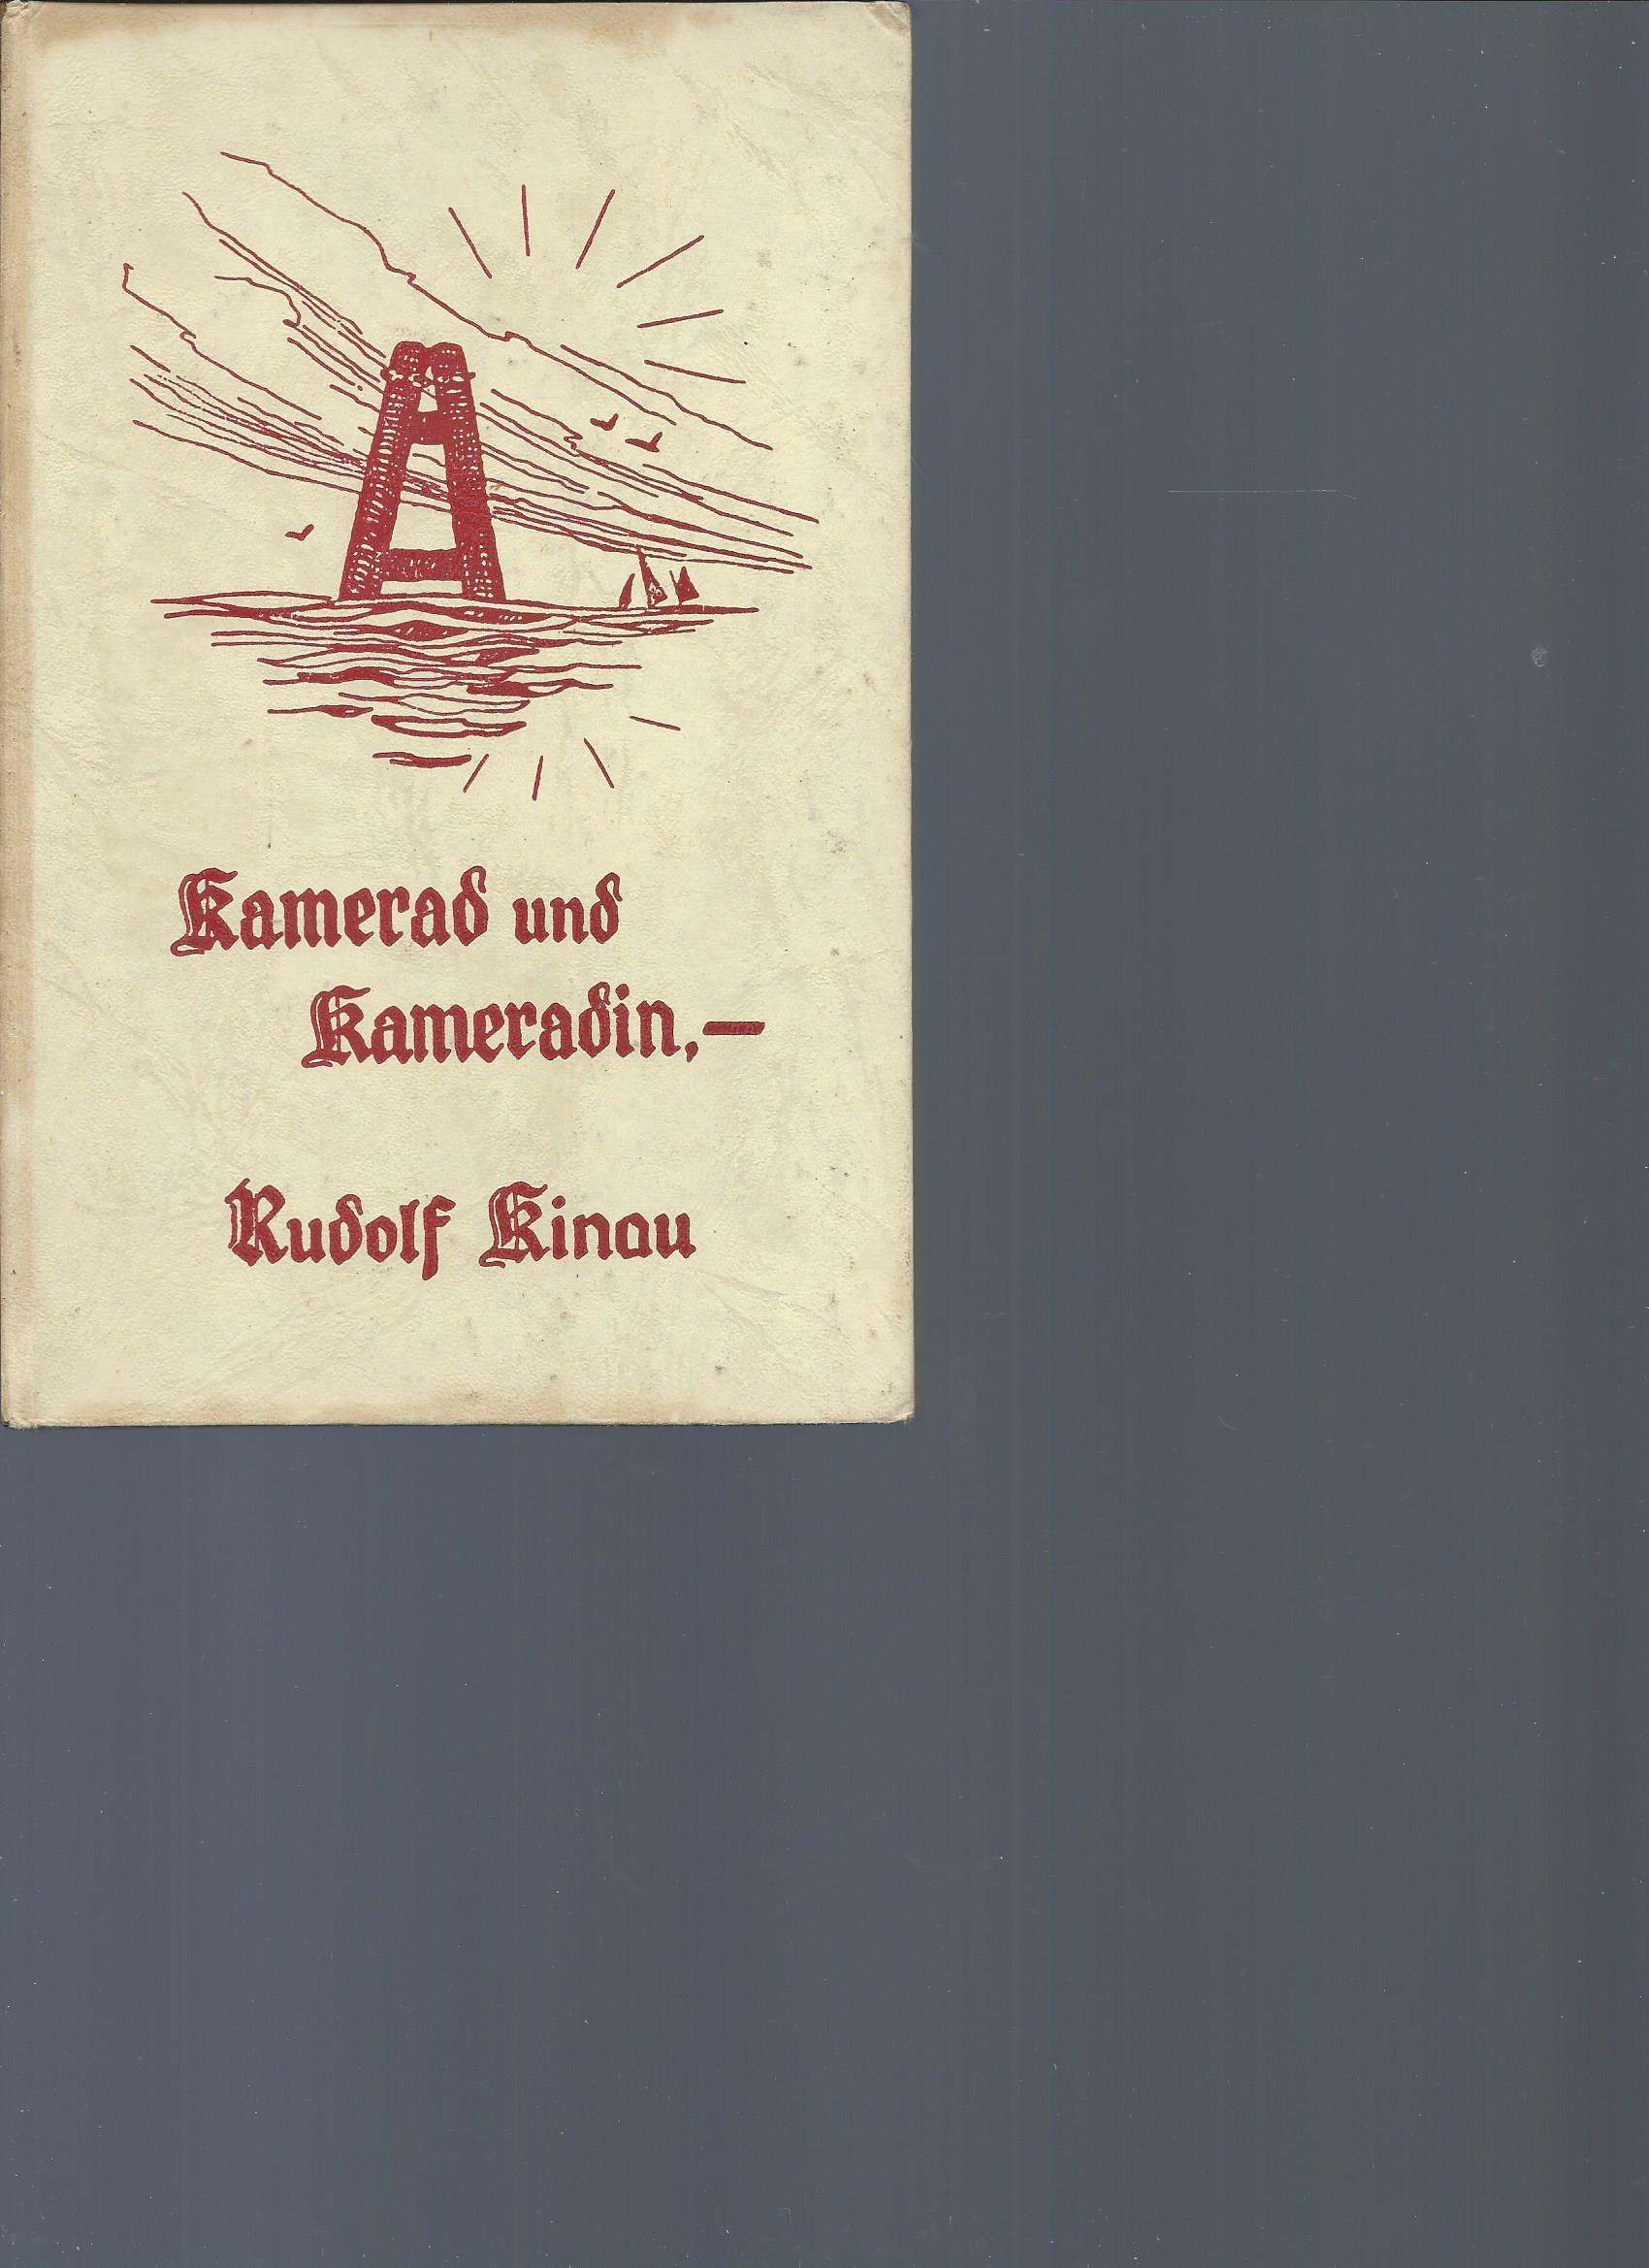 Kamerad und
Kameradin,—
Rudolf Kinau